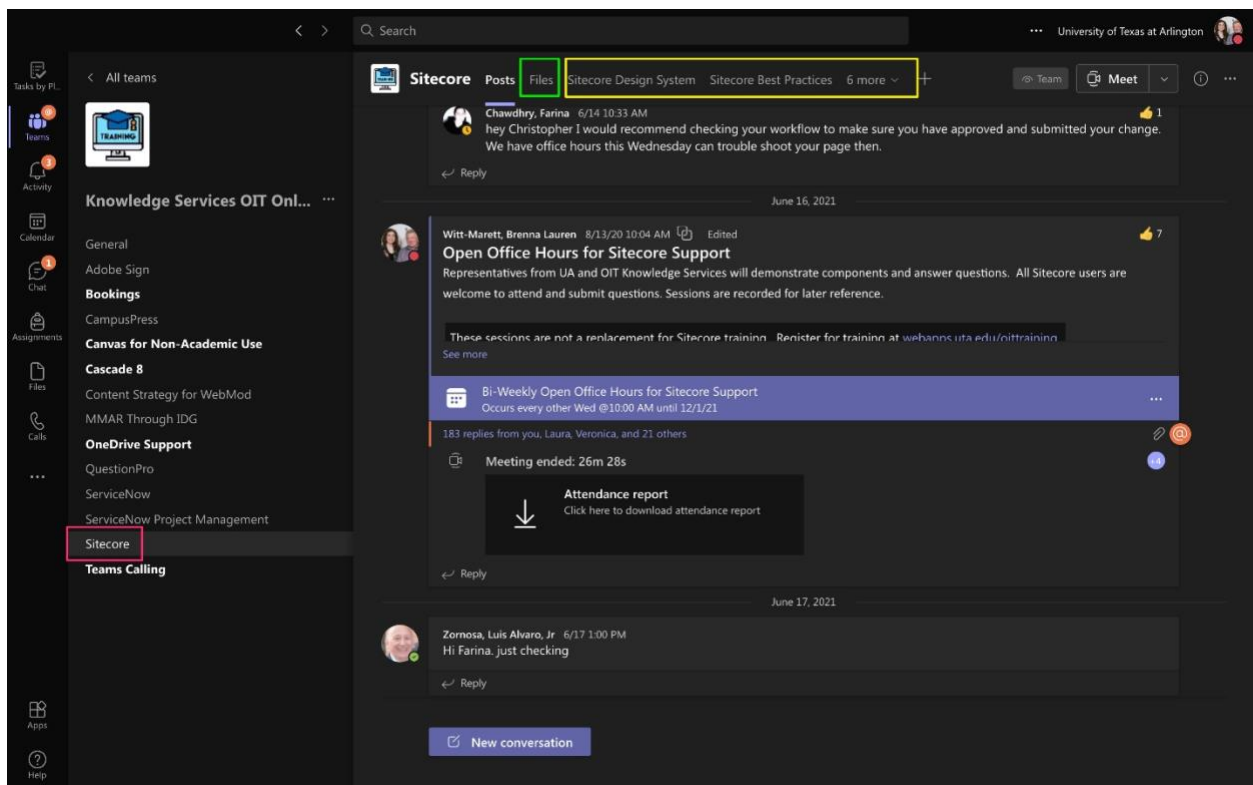 Search
University of Texas at Arlington
Tasks by Pl...
Teams
Activity
3
Calendar
Chat
1
Assignments
Files
Calls
Apps
Help
All teams
TRAINING
Knowledge Services OIT Onl...
General
Adobe Sign
Bookings
CampusPress
Canvas for Non-Academic Use
Cascade 8
Content Strategy for WebMod
MMAR Through IDG
OneDrive Support
QuestionPro
ServiceNow
ServiceNow Project Management
Sitecore
Teams Calling
Sitecore Posts Files Sitecore Design System Sitecore Best Practices 6 more + Team Meet
Chawdhry, Farina 6/14 10:33 AM 1
hey Christopher I would recommend checking your workflow to make sure you have approved and submitted your change.
We have office hours this Wednesday can trouble shoot your page then.
Reply
June 16, 2021
Witt-Marett, Brenna Lauren 8/13/20 10:04 AM Edited 7
Open Office Hours for Sitecore Support
Representatives from UA and OIT Knowledge Services will demonstrate components and answer questions. All Sitecore users are
welcome to attend and submit questions. Sessions are recorded for later reference.
These sessions are not a replacement for Sitecore training. Register for training at webapps.uta.edu/oittraining
See more
Bi-Weekly Open Office Hours for Sitecore Support
Occurs every other Wed @10:00 AM until 12/1/21
183 replies from you, Laura, Veronica, and 21 others @
Meeting ended: 26m 28s +4
Attendance report
Click here to download attendance report
Reply
June 17, 2021
Zornosa, Luis Alvaro, Jr 6/17 1:00 PM
Hi Farina. just checking
Reply
New conversation